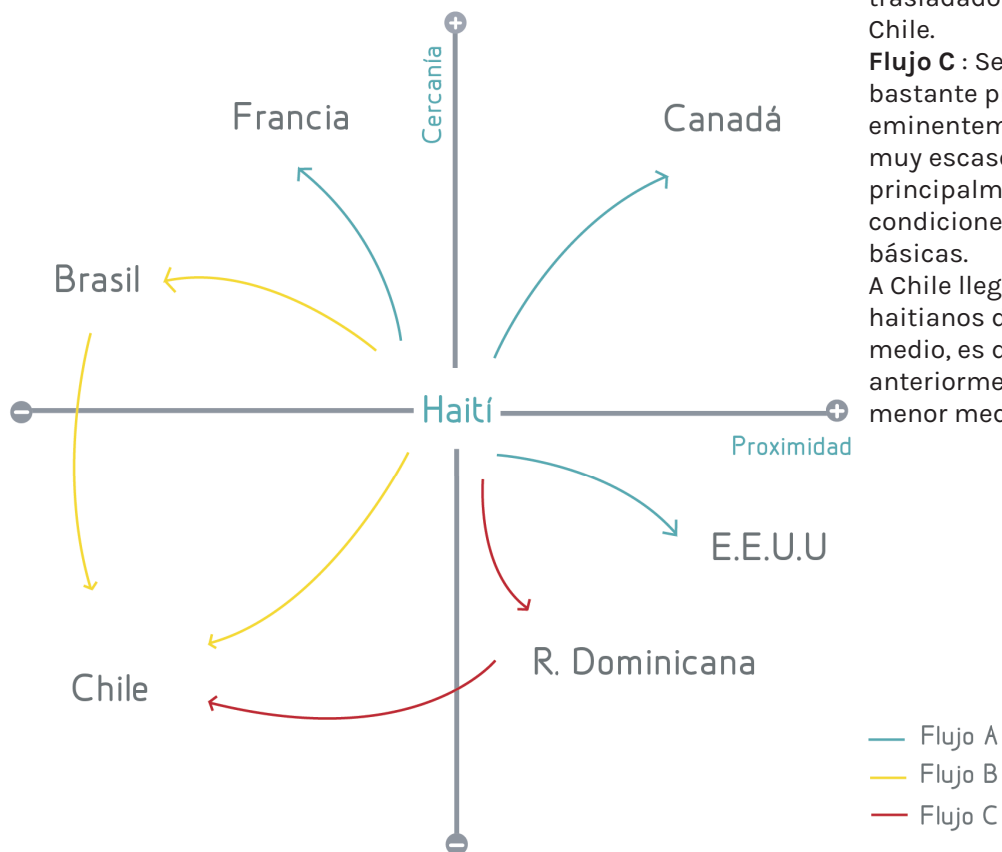 trasladado
Chile.
Flujo C : Se
bastante p
eminentem
muy escas
principalm
condicione
básicas.
A Chile lleg
haitianos
medio, es
anteriorme
menor med
Cercanía
Francia
Canadá
Brasil
Haití
Proximidad
E.E.U.U
R. Dominicana
Chile
Flujo A
Flujo B
Flujo C